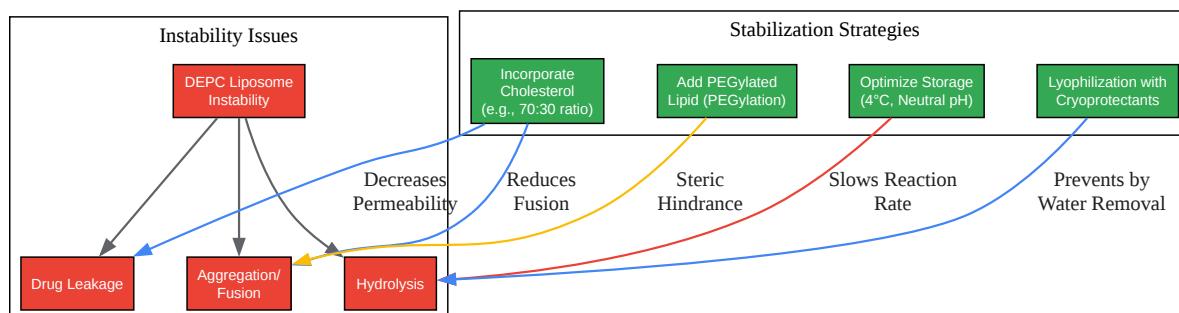 Instability Issues
Stabilization Strategies
DEPC Liposome
Instability
Incorporate
Cholesterol
(e.g., 70:30 ratio)
Add PEGylated
Lipid (PEGylation)
Optimize Storage
(4°C, Neutral pH)
Lyophilization with
Cryoprotectants
Decreases
Permeability
Reduces
Fusion
Steric
Hindrance
Slows Reaction
Rate
Prevents by
Water Removal
Drug Leakage
Aggregation/
Fusion
Hydrolysis